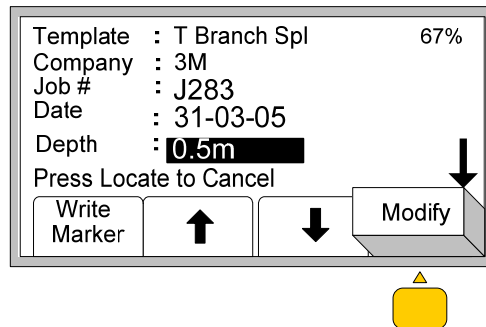 Template : T Branch Spl 67%
Company : 3M
Job # : J283
Date : 31-03-05
Depth : 0.5m
Press Locate to Cancel
Write Marker Modify